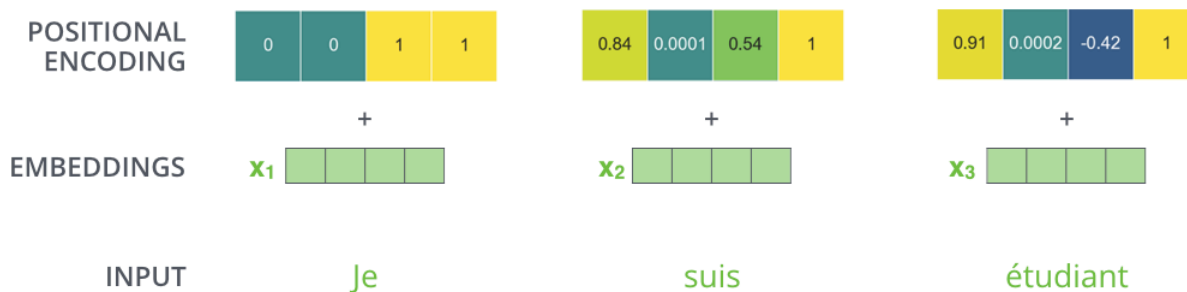 POSITIONAL ENCODING
0 0 1 1
0.84 0.0001 0.54 1
0.91 0.0002 -0.42 1
+ + +
EMBEDDINGS x1 x2 x3
INPUT Je suis étudiant